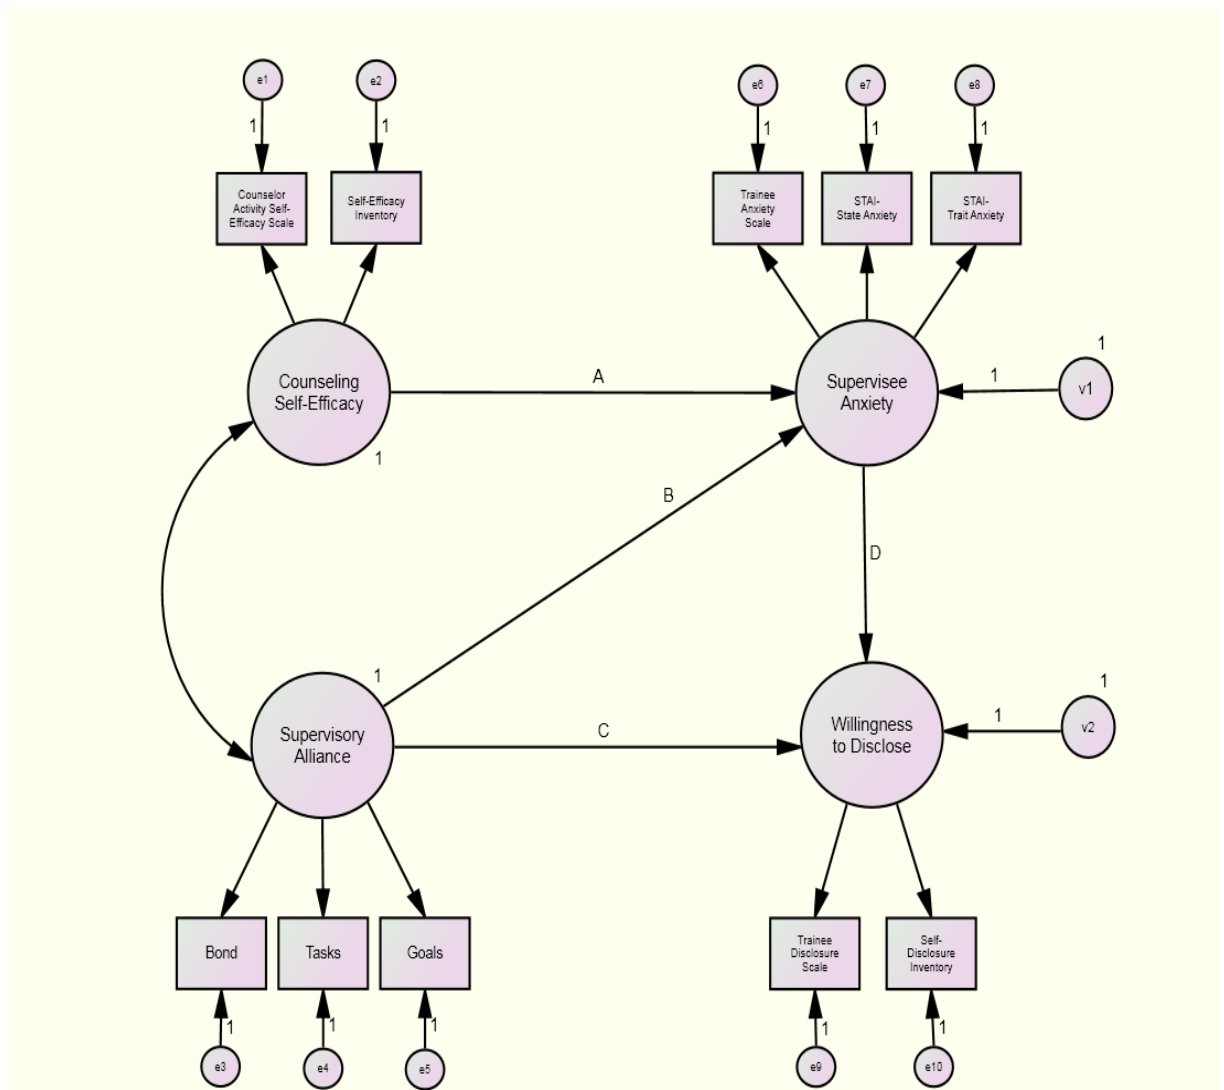 e1
e2
e6
e7
e8
1
1
1
1
1
Counselor
Activity Self-
Efficacy Scale
Self-Efficacy
Inventory
Trainee
Anxiety
Scale
STAI-
State Anxiety
STAI-
Trait Anxiety
Counseling
Self-Efficacy
1
A
Supervisee
Anxiety
1
1
v1
B
D
Supervisory
Alliance
1
C
Willingness
to Disclose
1
1
v2
Bond
Tasks
Goals
Trainee
Disclosure
Scale
Self-
Disclosure
Inventory
1
1
1
1
1
e3
e4
e5
e9
e10